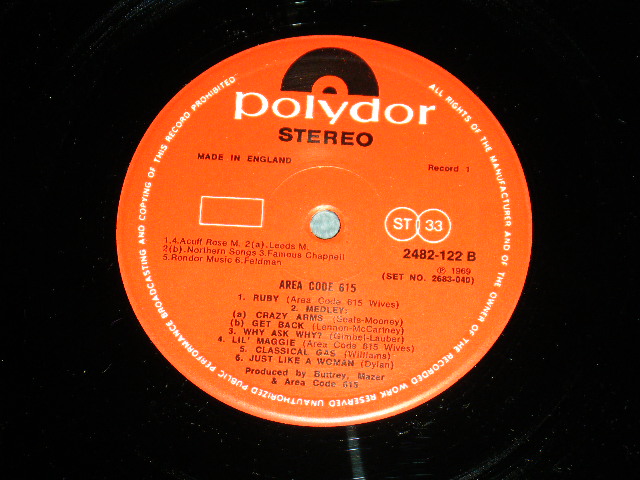 ALL RIGHTS OF THE MANUFACTURER AND OF THE OWNER OF THE RECORDED WORK RESERVED UNAUTHORIZED PUBLIC PERFORMANCE BROADCASTING AND COPYING OF THIS RECORD PROHIBITED
polydor
STEREO
MADE IN ENGLAND
Record 1
ST 33
1.4.Acuff Rose M. 2(a).Leeds M.
2(b).Northern Songs 3.Famous Chappell
5.Rondor Music 6.Feldman
2482-122 B
℗ 1969
(SET NO. 2683-040)
AREA CODE 615
1. RUBY (Area Code 615 Wives)
2. MEDLEY:
(a) CRAZY ARMS (Seals-Mooney)
(b) GET BACK (Lennon-McCartney)
3. WHY ASK WHY? (Gimbel-Lauber)
4. LIL' MAGGIE (Area Code 615 Wives)
5. CLASSICAL GAS (Williams)
6. JUST LIKE A WOMAN (Dylan)
Produced by Buttrey, Mazer
& Area Code 615